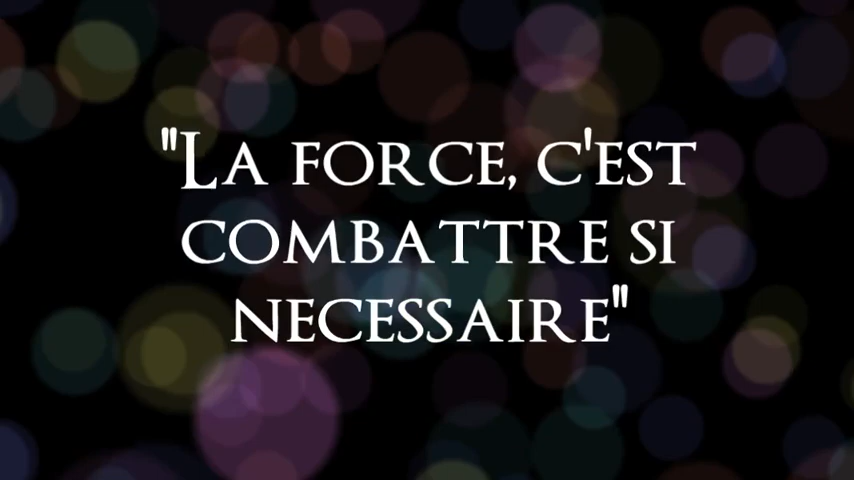 "La force, c'est
combattre si
necessaire"